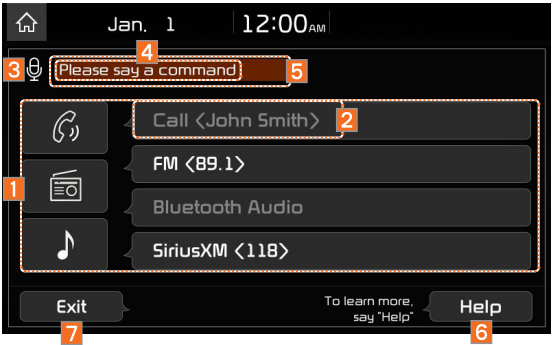 Jan. 1 12:00AM
4
3 Please say a command 5
Call <John Smith> 2
FM <89.1>
1
Bluetooth Audio
SiriusXM <118>
Exit To learn more, Help
say "Help"
7 6